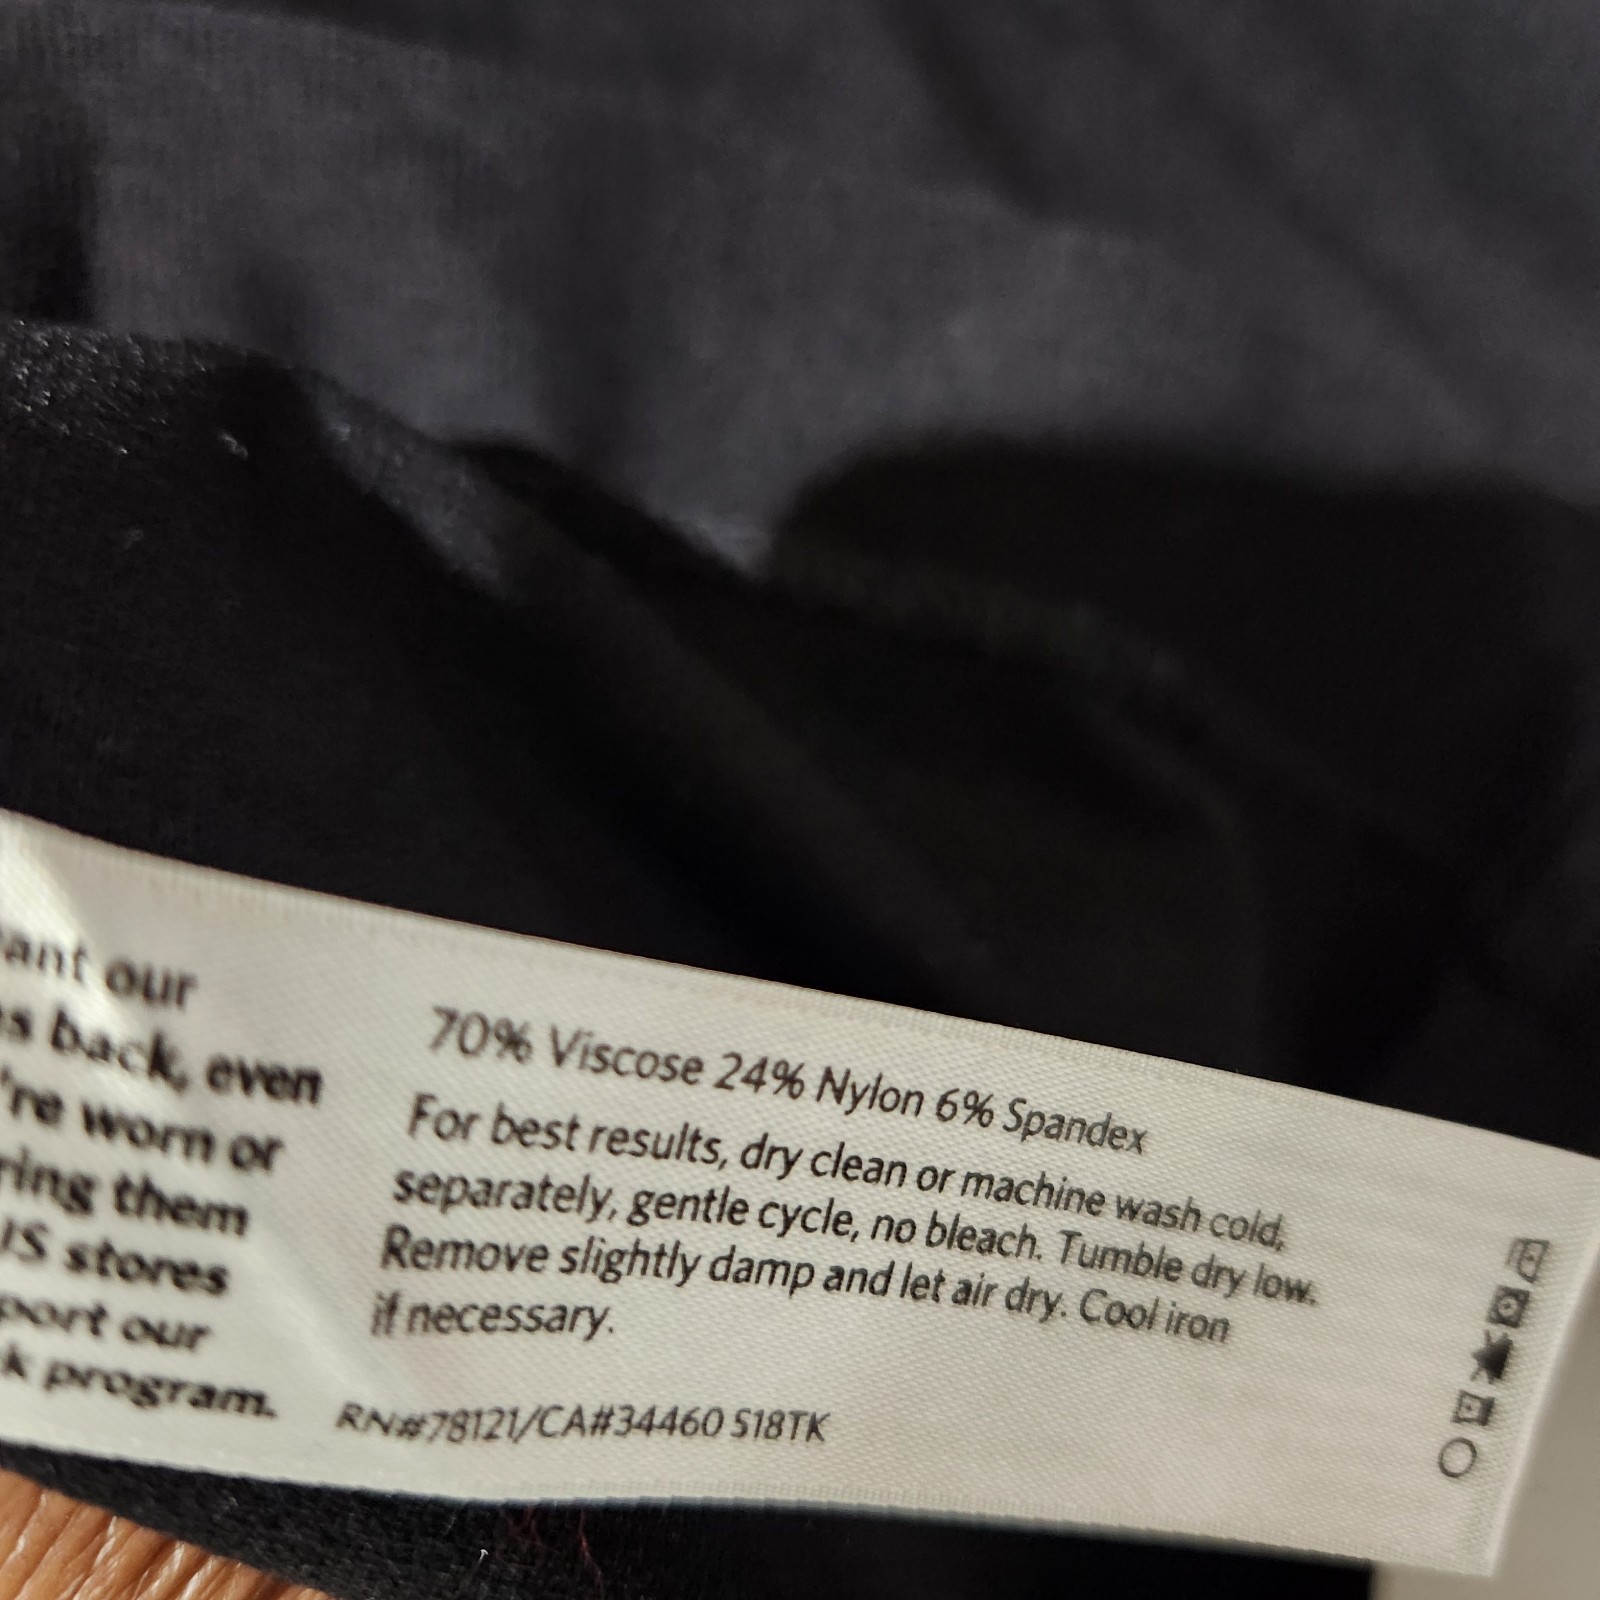 ant our
s back, even
're worn or
ring them
US stores
port our
k program.
70% Viscose 24% Nylon 6% Spandex
For best results, dry clean or machine wash cold,
separately, gentle cycle, no bleach. Tumble dry low.
Remove slightly damp and let air dry. Cool iron
if necessary.
RN#78121/CA#34460 S18TK